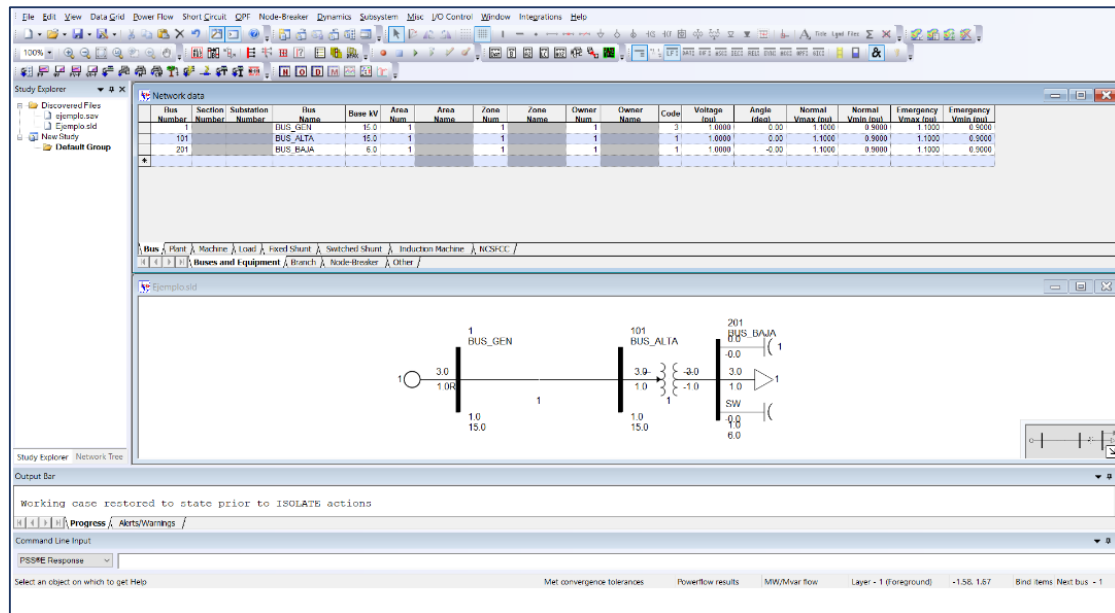 File Edit View Data Grid Power Flow Short Circuit OPF Node-Breaker Dynamics Subsystem Misc I/O Control Window Integrations Help
100%
Study Explorer
Discovered Files
ejemplo.sav
Ejemplo.sld
New Study
Default Group
Study Explorer Network Tree
Network data
Bus Number Section Number Substation Number Bus Name Base kV Area Num Area Name Zone Num Zone Name Owner Num Owner Name Code Voltage (pu) Angle (deg) Normal Vmax (pu) Normal Vmin (pu) Emergency Vmax (pu) Emergency Vmin (pu)
1 BUS_GEN 15.0 1 1 1 3 1.0000 0.00 1.1000 0.9000 1.1000 0.9000
101 BUS_ALTA 15.0 1 1 1 1 1.0000 0.00 1.1000 0.9000 1.1000 0.9000
201 BUS_BAJA 6.0 1 1 1 1 1.0000 -0.00 1.1000 0.9000 1.1000 0.9000
Bus Plant Machine Load Fixed Shunt Switched Shunt Induction Machine NCSFCC
Buses and Equipment Branch Node-Breaker Other
Ejemplo.sld
1
BUS_GEN
101
BUS_ALTA
201
BUS_BAJA
0.0
-0.0
1
1
3.0
1.0R
3.0
1.0
-3.0
-1.0
3.0
1.0
1
1
1
SW
-0.0
1.0
15.0
1.0
15.0
1.0
6.0
Output Bar
Working case restored to state prior to ISOLATE actions
Progress Alerts/Warnings
Command Line Input
PSS®E Response
Select an object on which to get Help Met convergence tolerances Powerflow results MW/Mvar flow Layer - 1 (Foreground) -1.58, 1.67 Bind items Next bus - 1